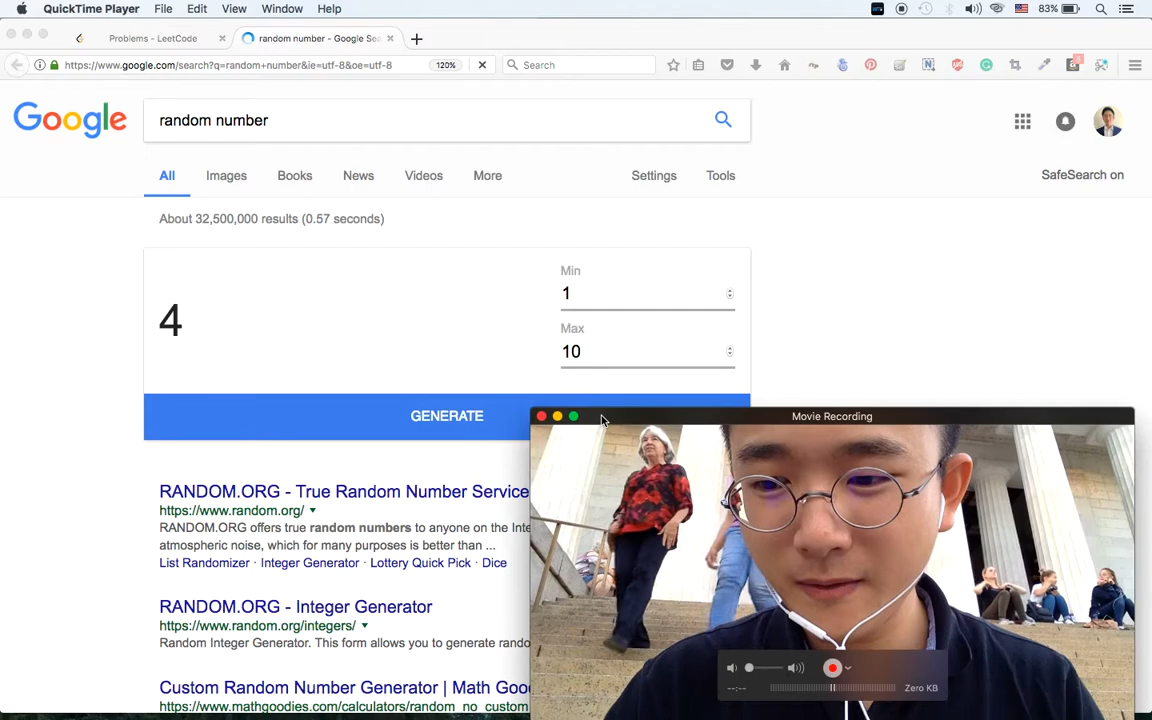 QuickTime Player File Edit View Window Help 83%
Problems - LeetCode random number - Google Sea
https://www.google.com/search?q=random+number&ie=utf-8&oe=utf-8 120% Search
Google random number
All Images Books News Videos More Settings Tools SafeSearch on
About 32,500,000 results (0.57 seconds)
Min
1
4
Max
10
GENERATE
Movie Recording
RANDOM.ORG - True Random Number Service
https://www.random.org/
RANDOM.ORG offers true random numbers to anyone on the Inte
atmospheric noise, which for many purposes is better than ...
List Randomizer · Integer Generator · Lottery Quick Pick · Dice
RANDOM.ORG - Integer Generator
https://www.random.org/integers/
Random Integer Generator. This form allows you to generate rando
--:-- Zero KB
Custom Random Number Generator | Math Goo
https://www.mathgoodies.com/calculators/random_no_custom